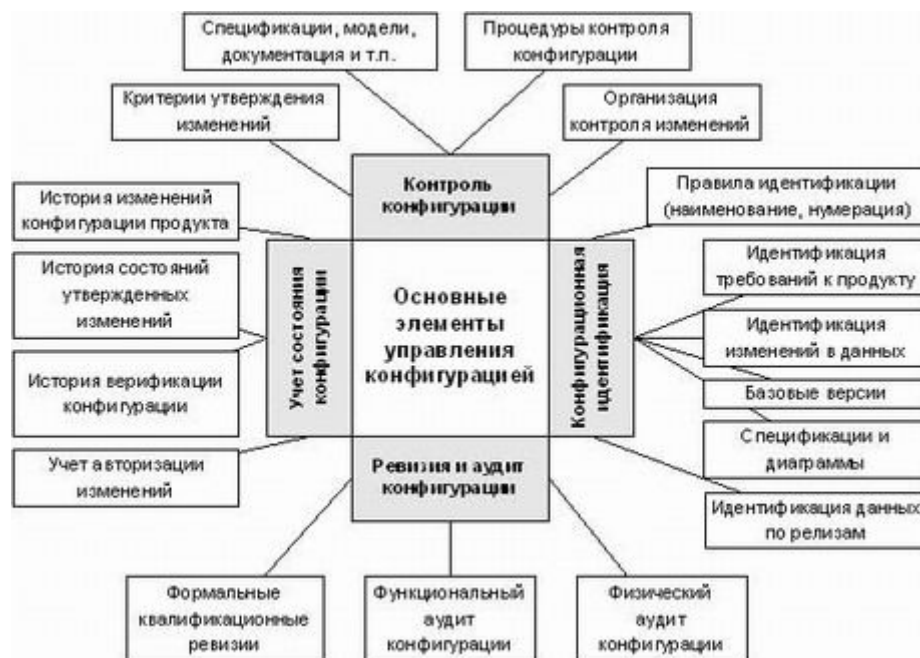 Спецификации, модели,
документация и т.п.
Процедуры контроля
конфигурации
Критерии утверждения
изменений
Организация
контроля изменений
Контроль
конфигурации
История изменений
конфигурации продукта
Правила идентификации
(наименование, нумерация)
История состояний
утвержденных
изменений
Идентификация
требований к продукту
Учет состояния
конфигурации
Основные
элементы
управления
конфигурацией
Конфигурационная
идентификация
Идентификация
изменений в данных
История верификации
конфигурации
Базовые версии
Спецификации и
диаграммы
Учет авторизации
изменений
Ревизия и аудит
конфигурации
Идентификация данных
по релизам
Формальные
квалификационные
ревизии
Функциональный
аудит
конфигурации
Физический
аудит
конфигурации